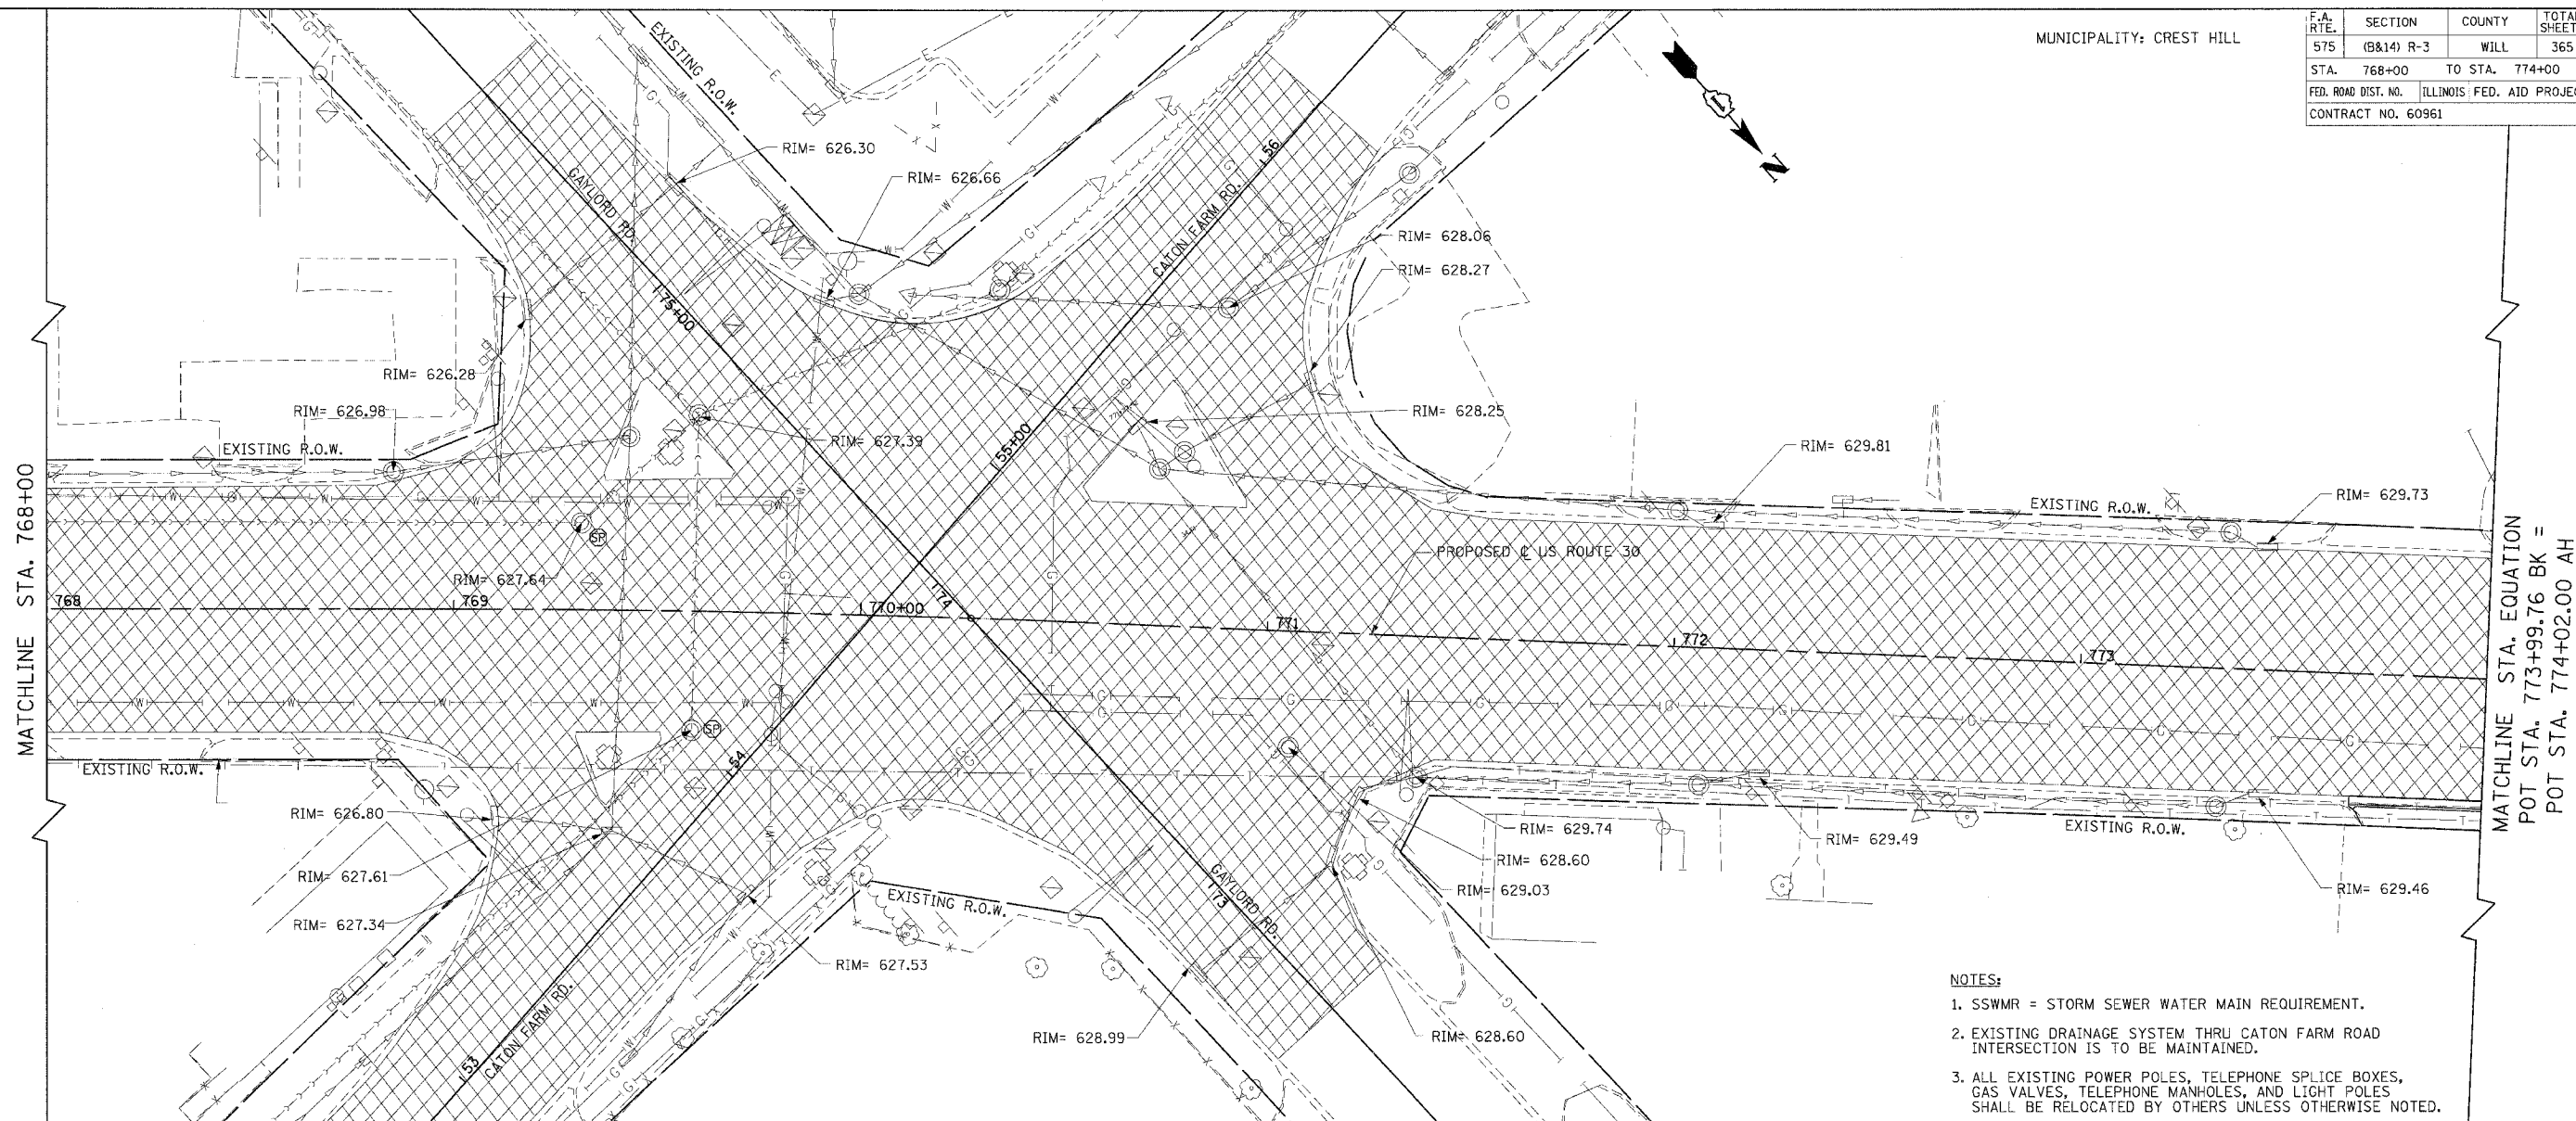 MUNICIPALITY: CREST HILL
F.A. RTE.
SECTION
COUNTY
575
(B&14) R-3
WILL
365
STA. 768+00 TO STA. 774+00
FED. ROAD DIST. NO.
ILLINOIS
FED. AID
CONTRACT NO. 60961
N
EXISTING R.O.W.
RIM= 626.30
RIM= 626.66
GAYLORD RD.
175+00
156
CATON FARM RD.
RIM= 628.06
RIM= 628.27
RIM= 626.28
RIM= 626.98
RIM= 627.39
RIM= 628.25
155+00
EXISTING R.O.W.
RIM= 629.81
RIM= 629.73
EXISTING R.O.W.
SP
RIM= 627.64
PROPOSED ℄ US ROUTE 30
MATCHLINE STA. 768+00
768
769
770+00
174
771
772
773
MATCHLINE STA. EQUATION
POT STA. 773+99.76 BK =
POT STA. 774+02.00 AH
SP
154
EXISTING R.O.W.
RIM= 626.80
RIM= 627.61
RIM= 627.34
RIM= 627.53
EXISTING R.O.W.
GAYLORD RD.
173
RIM= 629.74
RIM= 628.60
RIM= 629.03
RIM= 629.49
EXISTING R.O.W.
RIM= 629.46
153
CATON FARM RD.
RIM= 628.99
RIM= 628.60
NOTES:
1. SSWMR = STORM SEWER WATER MAIN REQUIREMENT.
2. EXISTING DRAINAGE SYSTEM THRU CATON FARM ROAD
INTERSECTION IS TO BE MAINTAINED.
3. ALL EXISTING POWER POLES, TELEPHONE SPLICE BOXES,
GAS VALVES, TELEPHONE MANHOLES, AND LIGHT POLES
SHALL BE RELOCATED BY OTHERS UNLESS OTHERWISE NOTED.